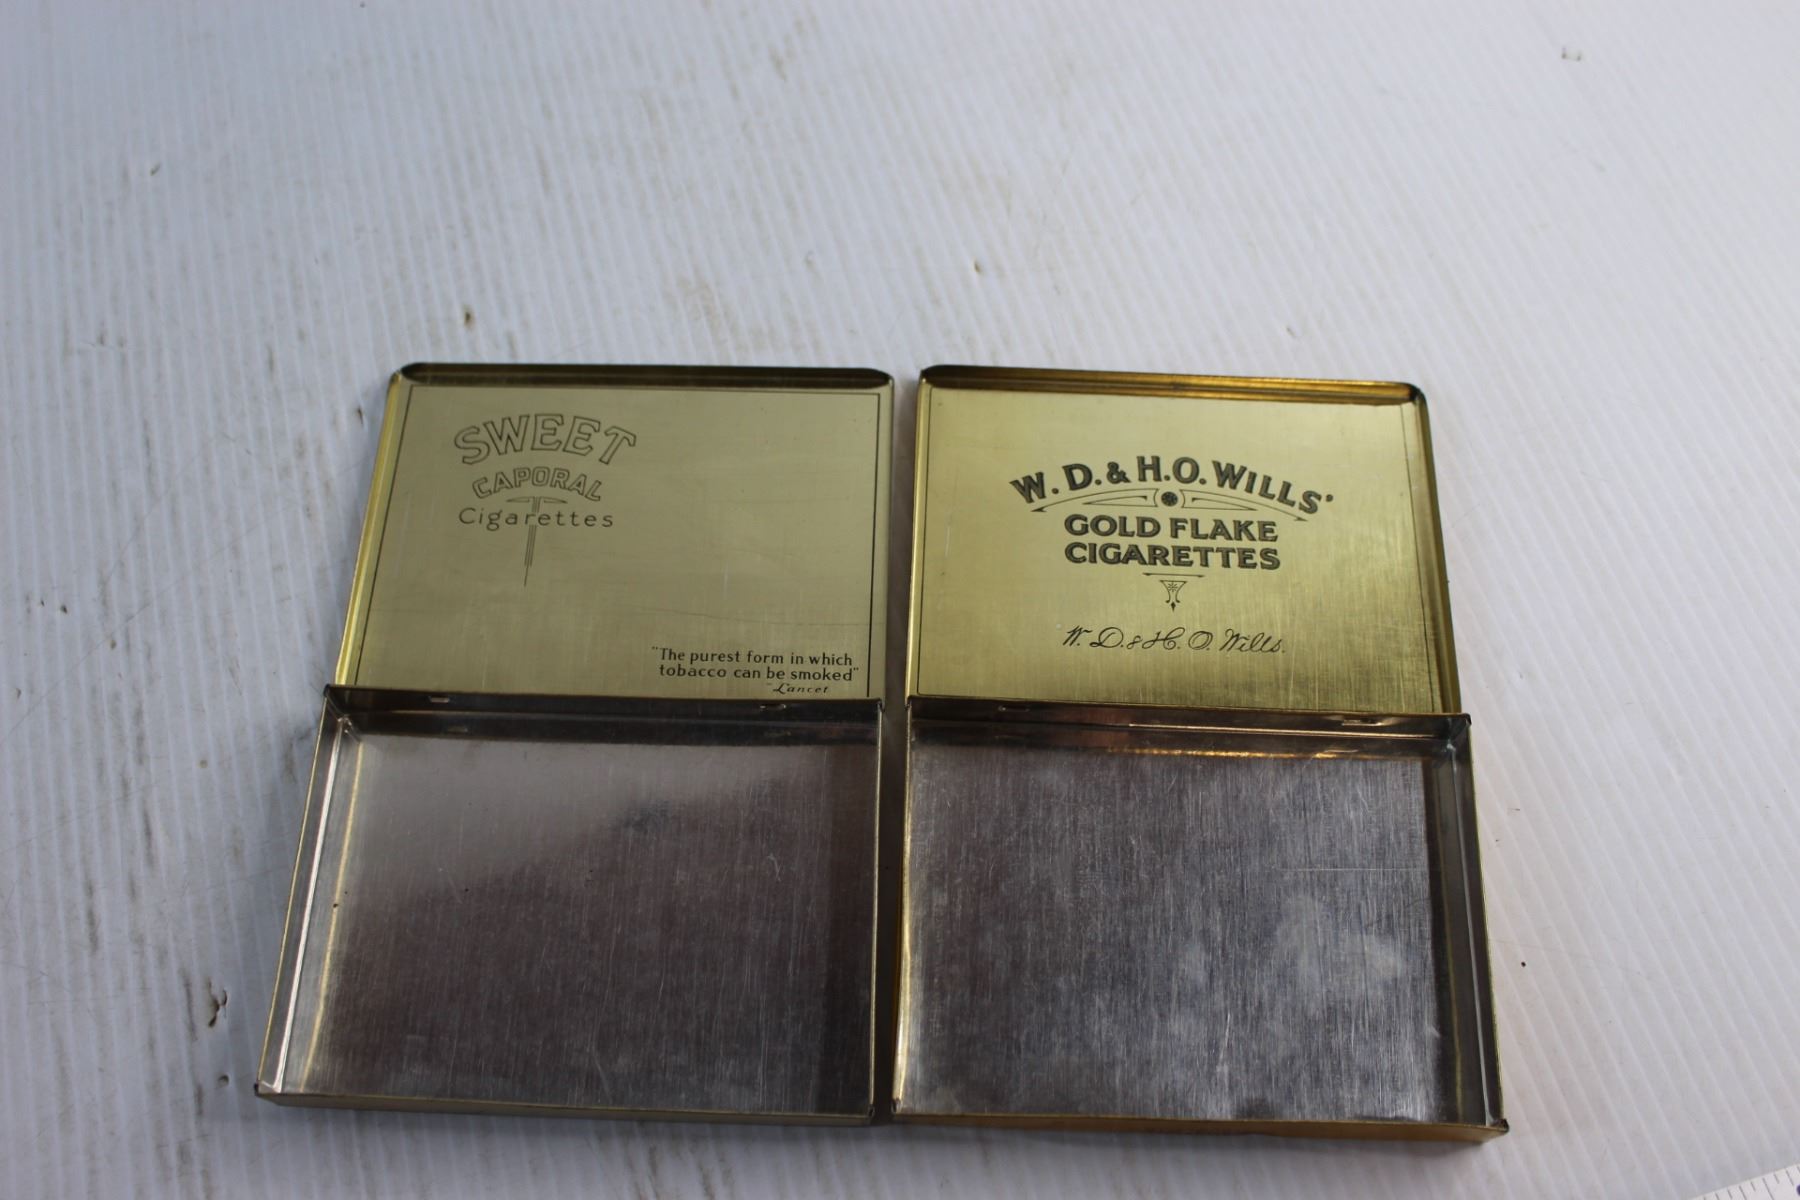 SWEET
CAPORAL
Cigarettes
"The purest form in which
tobacco can be smoked"
"Lancet
W. D. & H. O. WILLS'
GOLD FLAKE
CIGARETTES
W. D. & H. O. Wills.